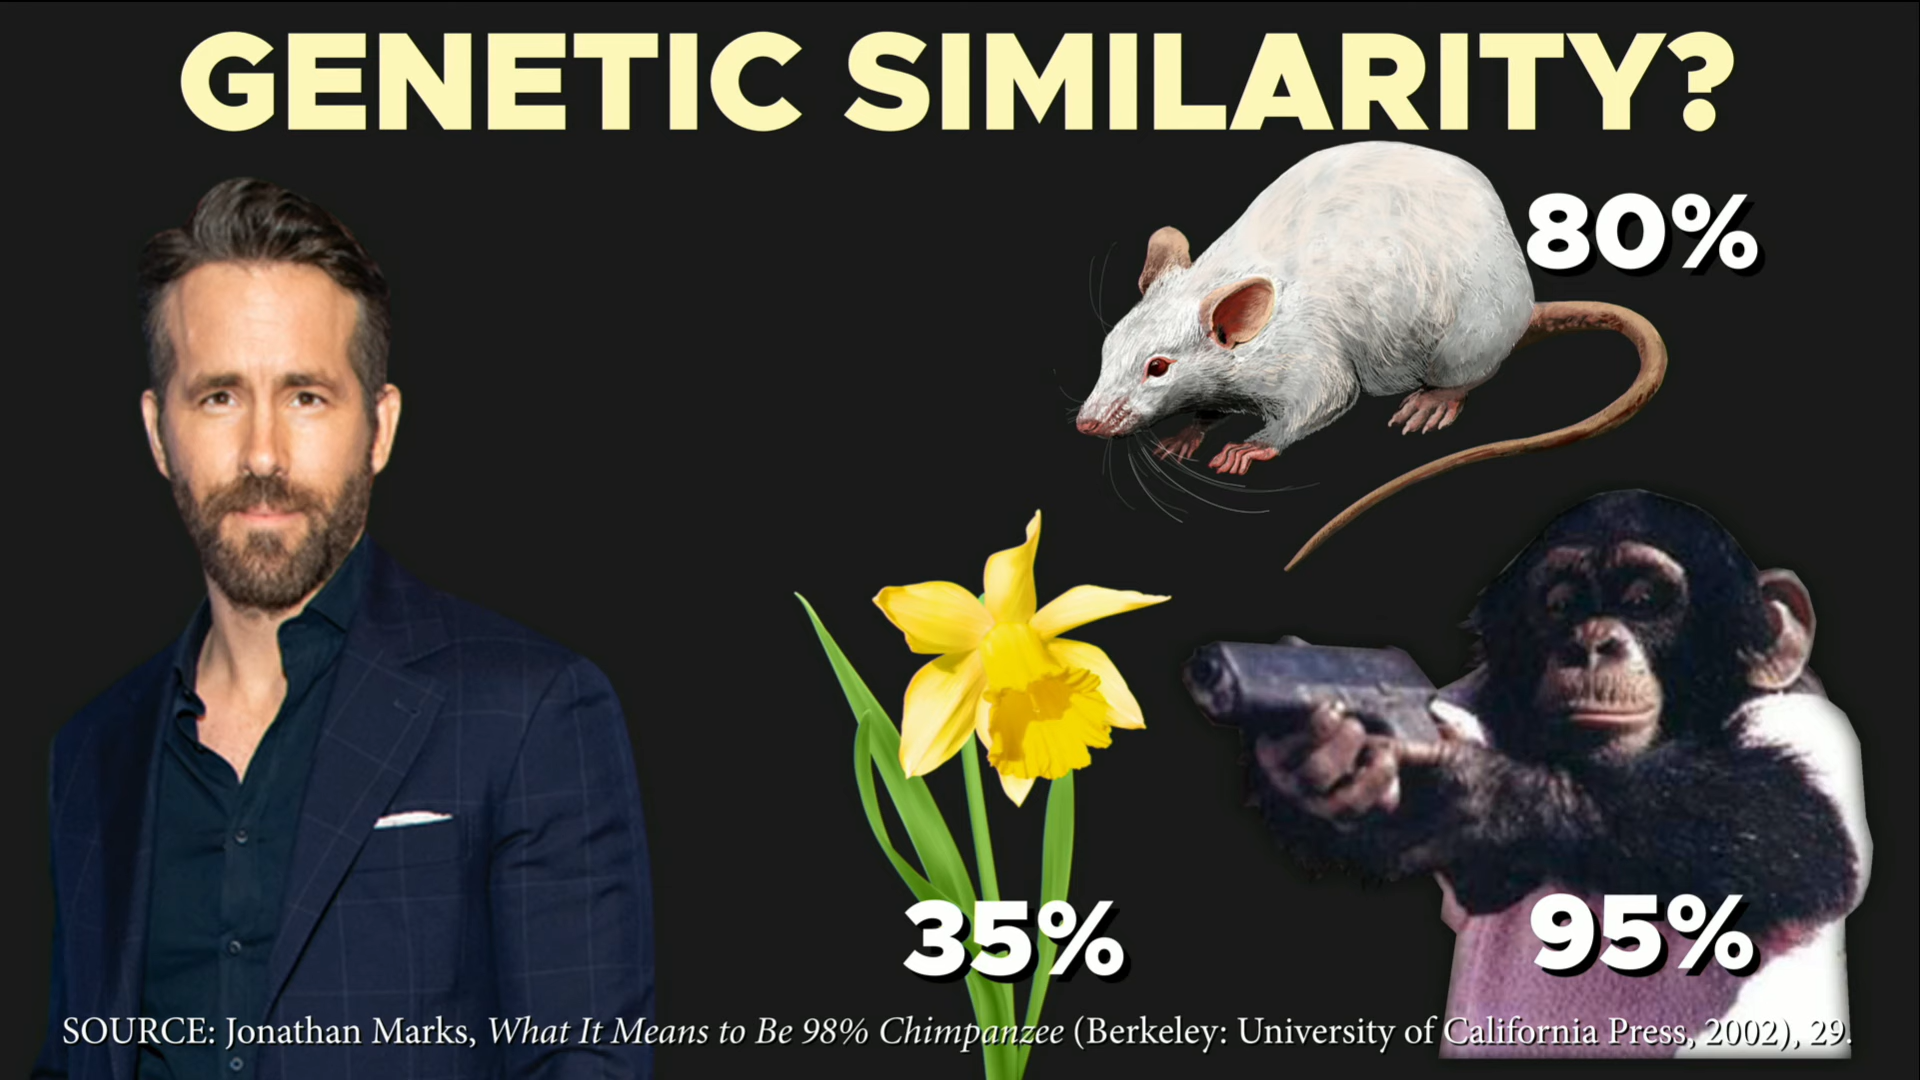 GENETIC SIMILARITY?
80%
35%
95%
SOURCE: Jonathan Marks, What It Means to Be 98% Chimpanzee (Berkeley: University of California Press, 2002), 29.